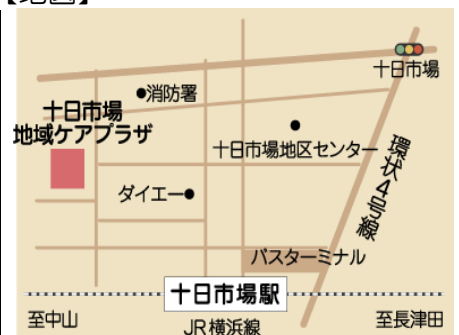 【地図】
十日市場
●消防署
十日市場
地域ケアプラザ
十日市場地区センター
環状4号線
ダイエー●
バスターミナル
十日市場駅
至中山
JR横浜線
至長津田